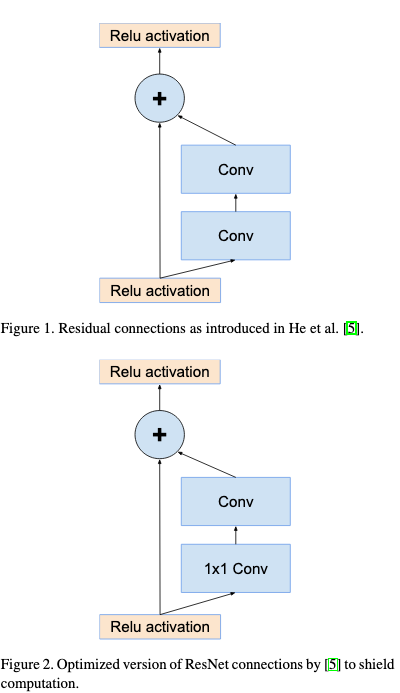 Relu activation
+
Conv
Conv
Relu activation
Figure 1. Residual connections as introduced in He et al. [5].
Relu activation
+
Conv
1x1 Conv
Relu activation
Figure 2. Optimized version of ResNet connections by [5] to shield
computation.